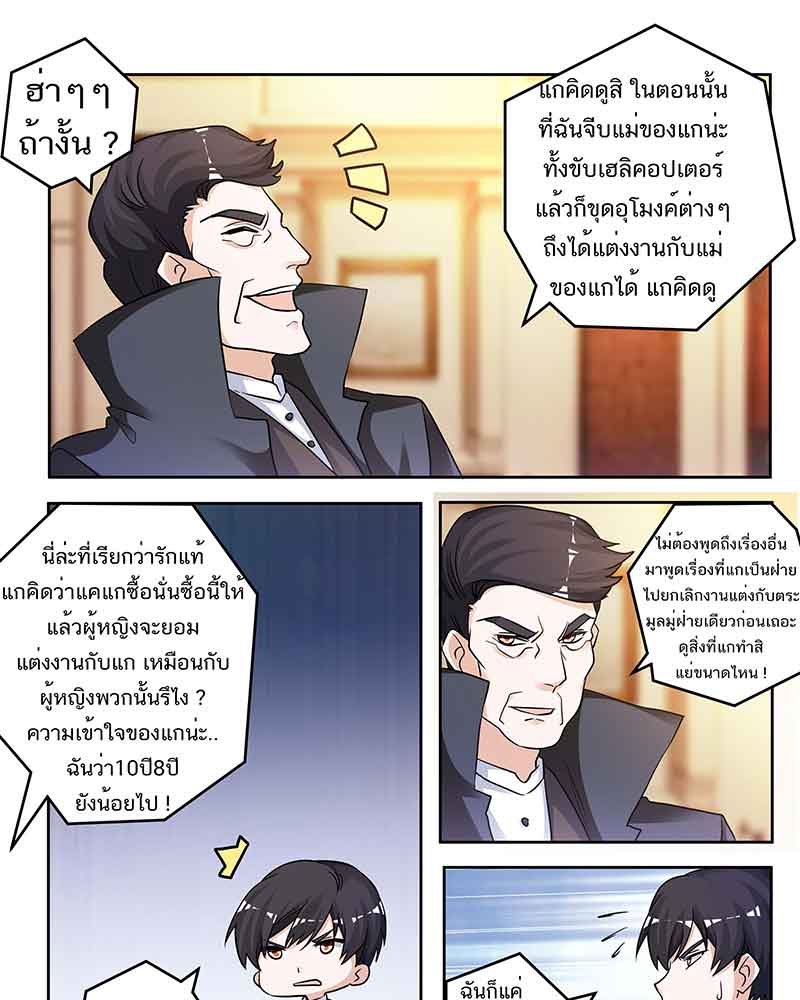 ฮ่าๆๆ
ถ้างั้น ?
แกคิดดูสิ ในตอนนั้น
ที่ฉันจีบแม่ของแกน่ะ
ทั้งขับเฮลิคอปเตอร์
แล้วก็ขุดอุโมงค์ต่างๆ
ถึงได้แต่งงานกับแม่
ของแกได้ แกคิดดู
นี่ล่ะที่เรียกว่ารักแท้
แกคิดว่าแคแกซื้อนั่นซื้อนี้ให้
แล้วผู้หญิงจะยอม
แต่งงานกับแก เหมือนกับ
ผู้หญิงพวกนั้นรึไง ?
ความเข้าใจของแกน่ะ..
ฉันว่า10ปี8ปี
ยังน้อยไป !
ไม่ต้องพูดถึงเรื่องอื่น
มาพูดเรื่องที่แกเป็นฝ่าย
ไปยกเลิกงานแต่งกับตระ
มูลมู่ฝ่ายเดียวก่อนเถอะ
ดูสิ่งที่แกทำสิ
แย่ขนาดไหน !
ฉันก็แค่